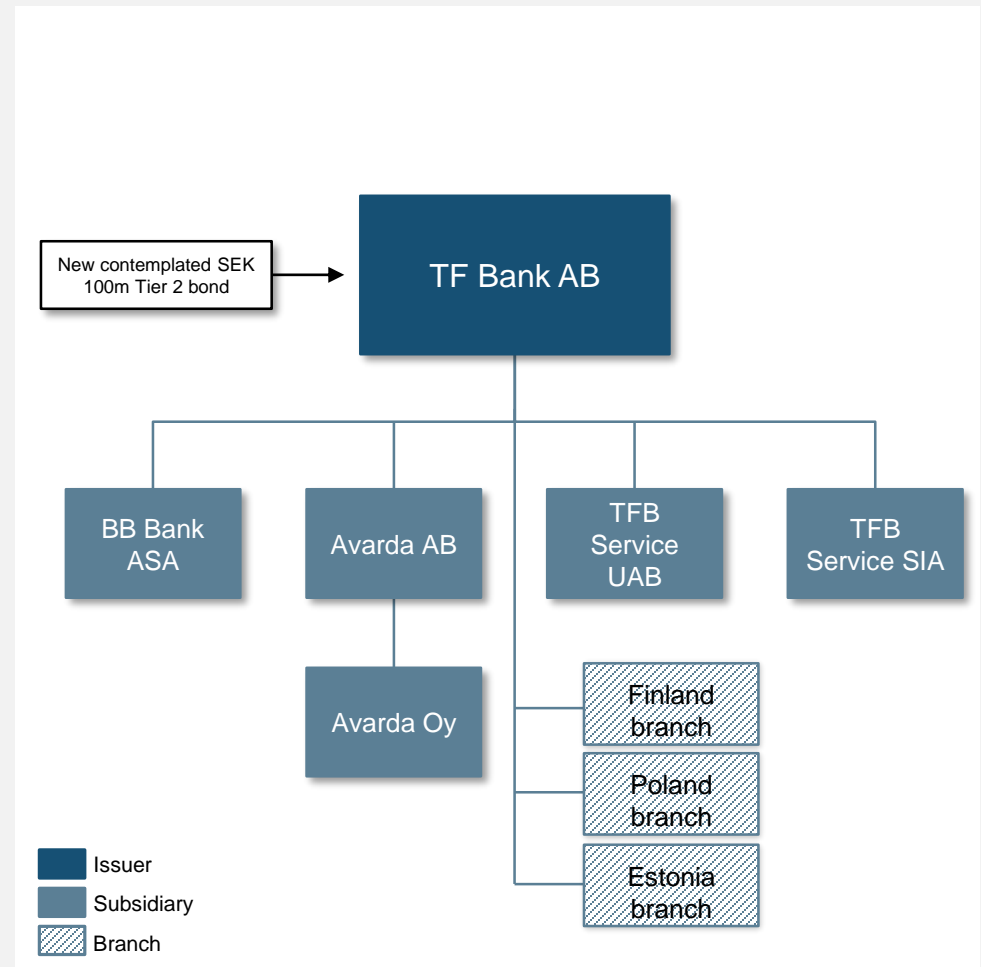 New contemplated SEK
100m Tier 2 bond
TF Bank AB
BB Bank
ASA
Avarda AB
TFB
Service
UAB
TFB
Service SIA
Avarda Oy
Finland
branch
Poland
branch
Estonia
branch
Issuer
Subsidiary
Branch